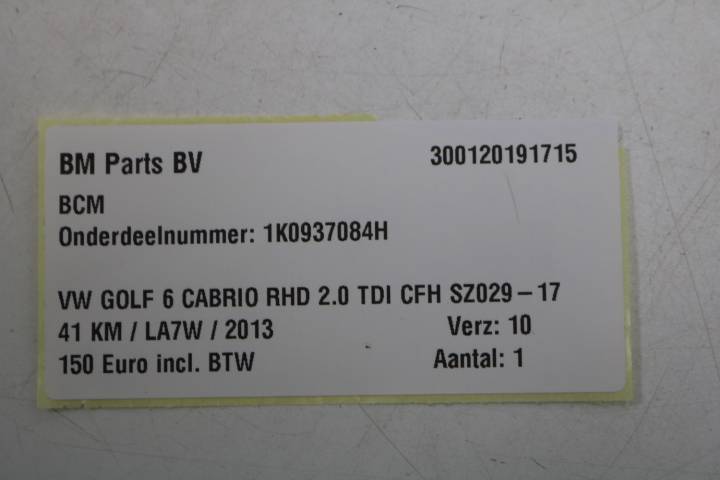 BM Parts BV 300120191715
BCM
Onderdeelnummer: 1K0937084H
VW GOLF 6 CABRIO RHD 2.0 TDI CFH SZ029 – 17
41 KM / LA7W / 2013 Verz: 10
150 Euro incl. BTW Aantal: 1